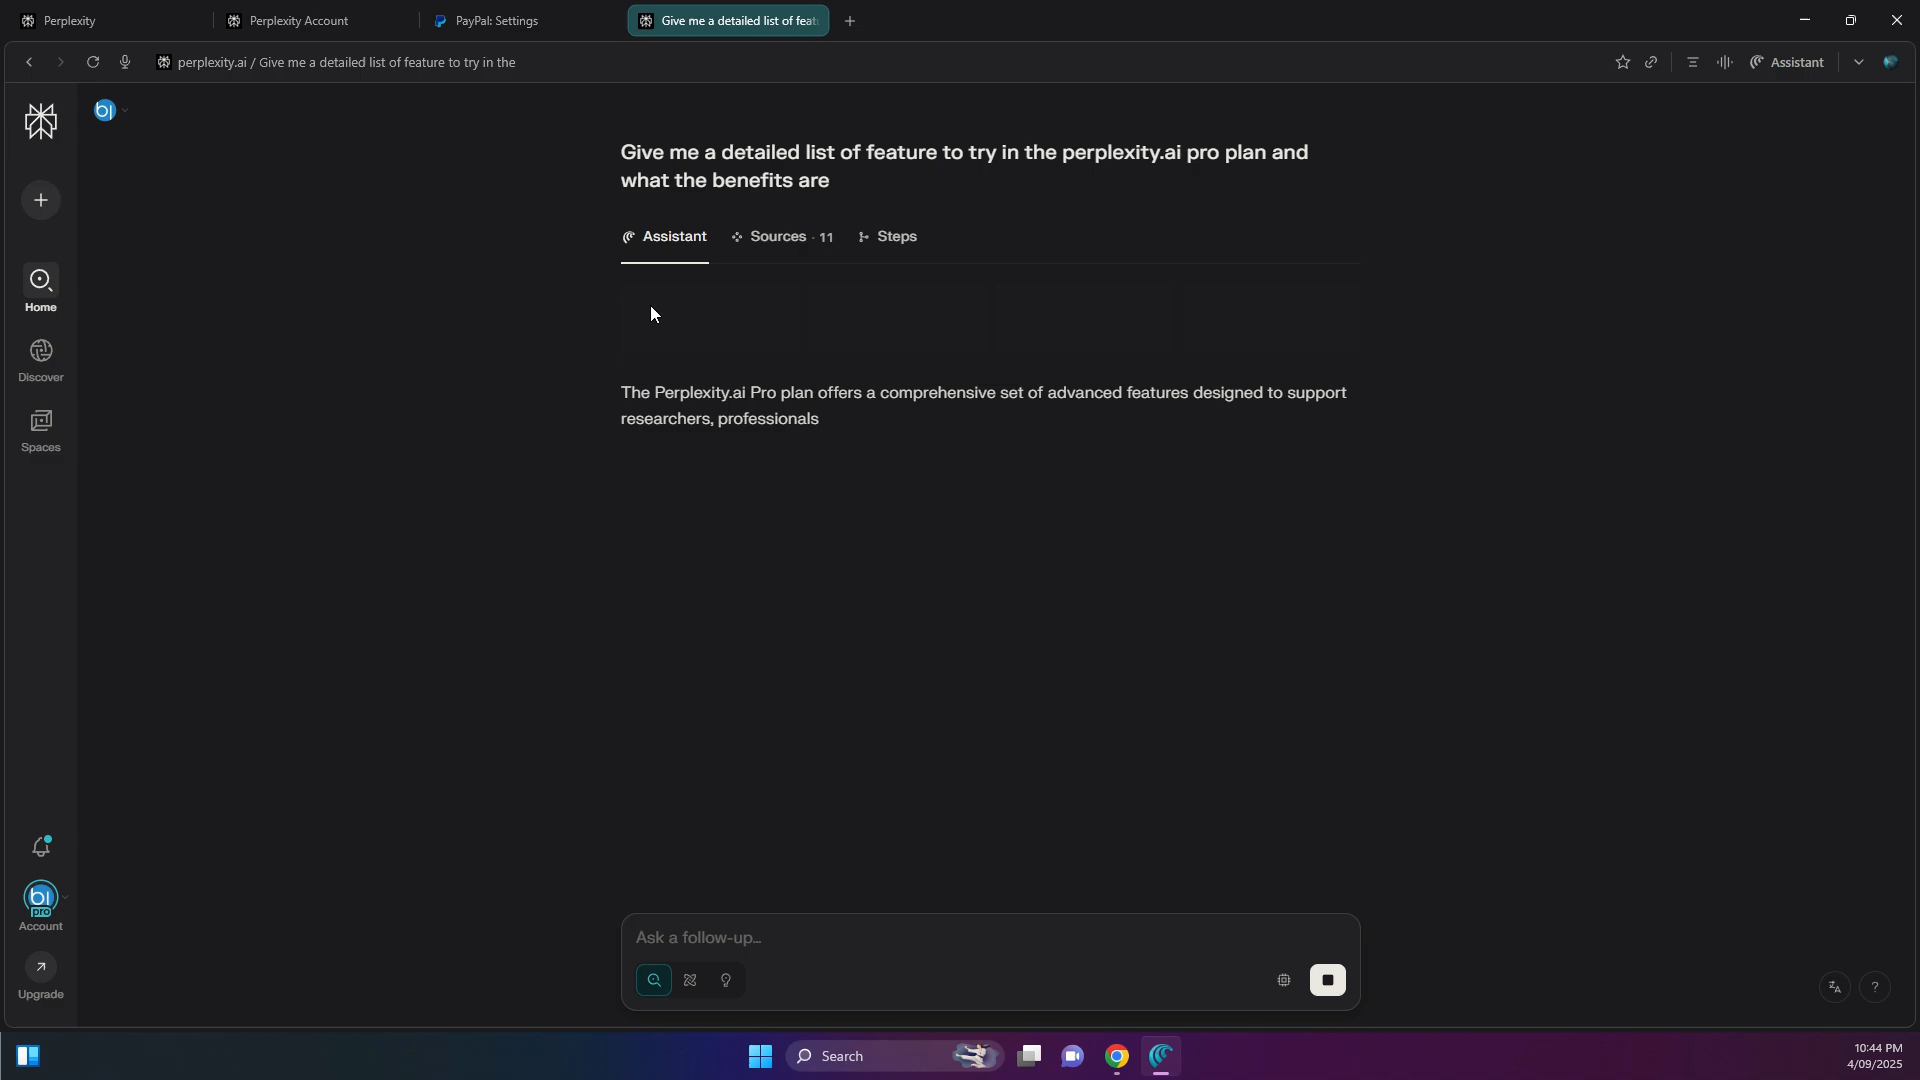 Perplexity
Perplexity Account
PayPal: Settings
Give me a detailed list of feat
perplexity.ai / Give me a detailed list of feature to try in the
Assistant
bl
Give me a detailed list of feature to try in the perplexity.ai pro plan and
what the benefits are
Assistant
Sources · 11
Steps
Home
Discover
Spaces
The Perplexity.ai Pro plan offers a comprehensive set of advanced features designed to support
researchers, professionals
bl
pro
Account
Upgrade
Ask a follow-up...
?
Search
10:44 PM
4/09/2025